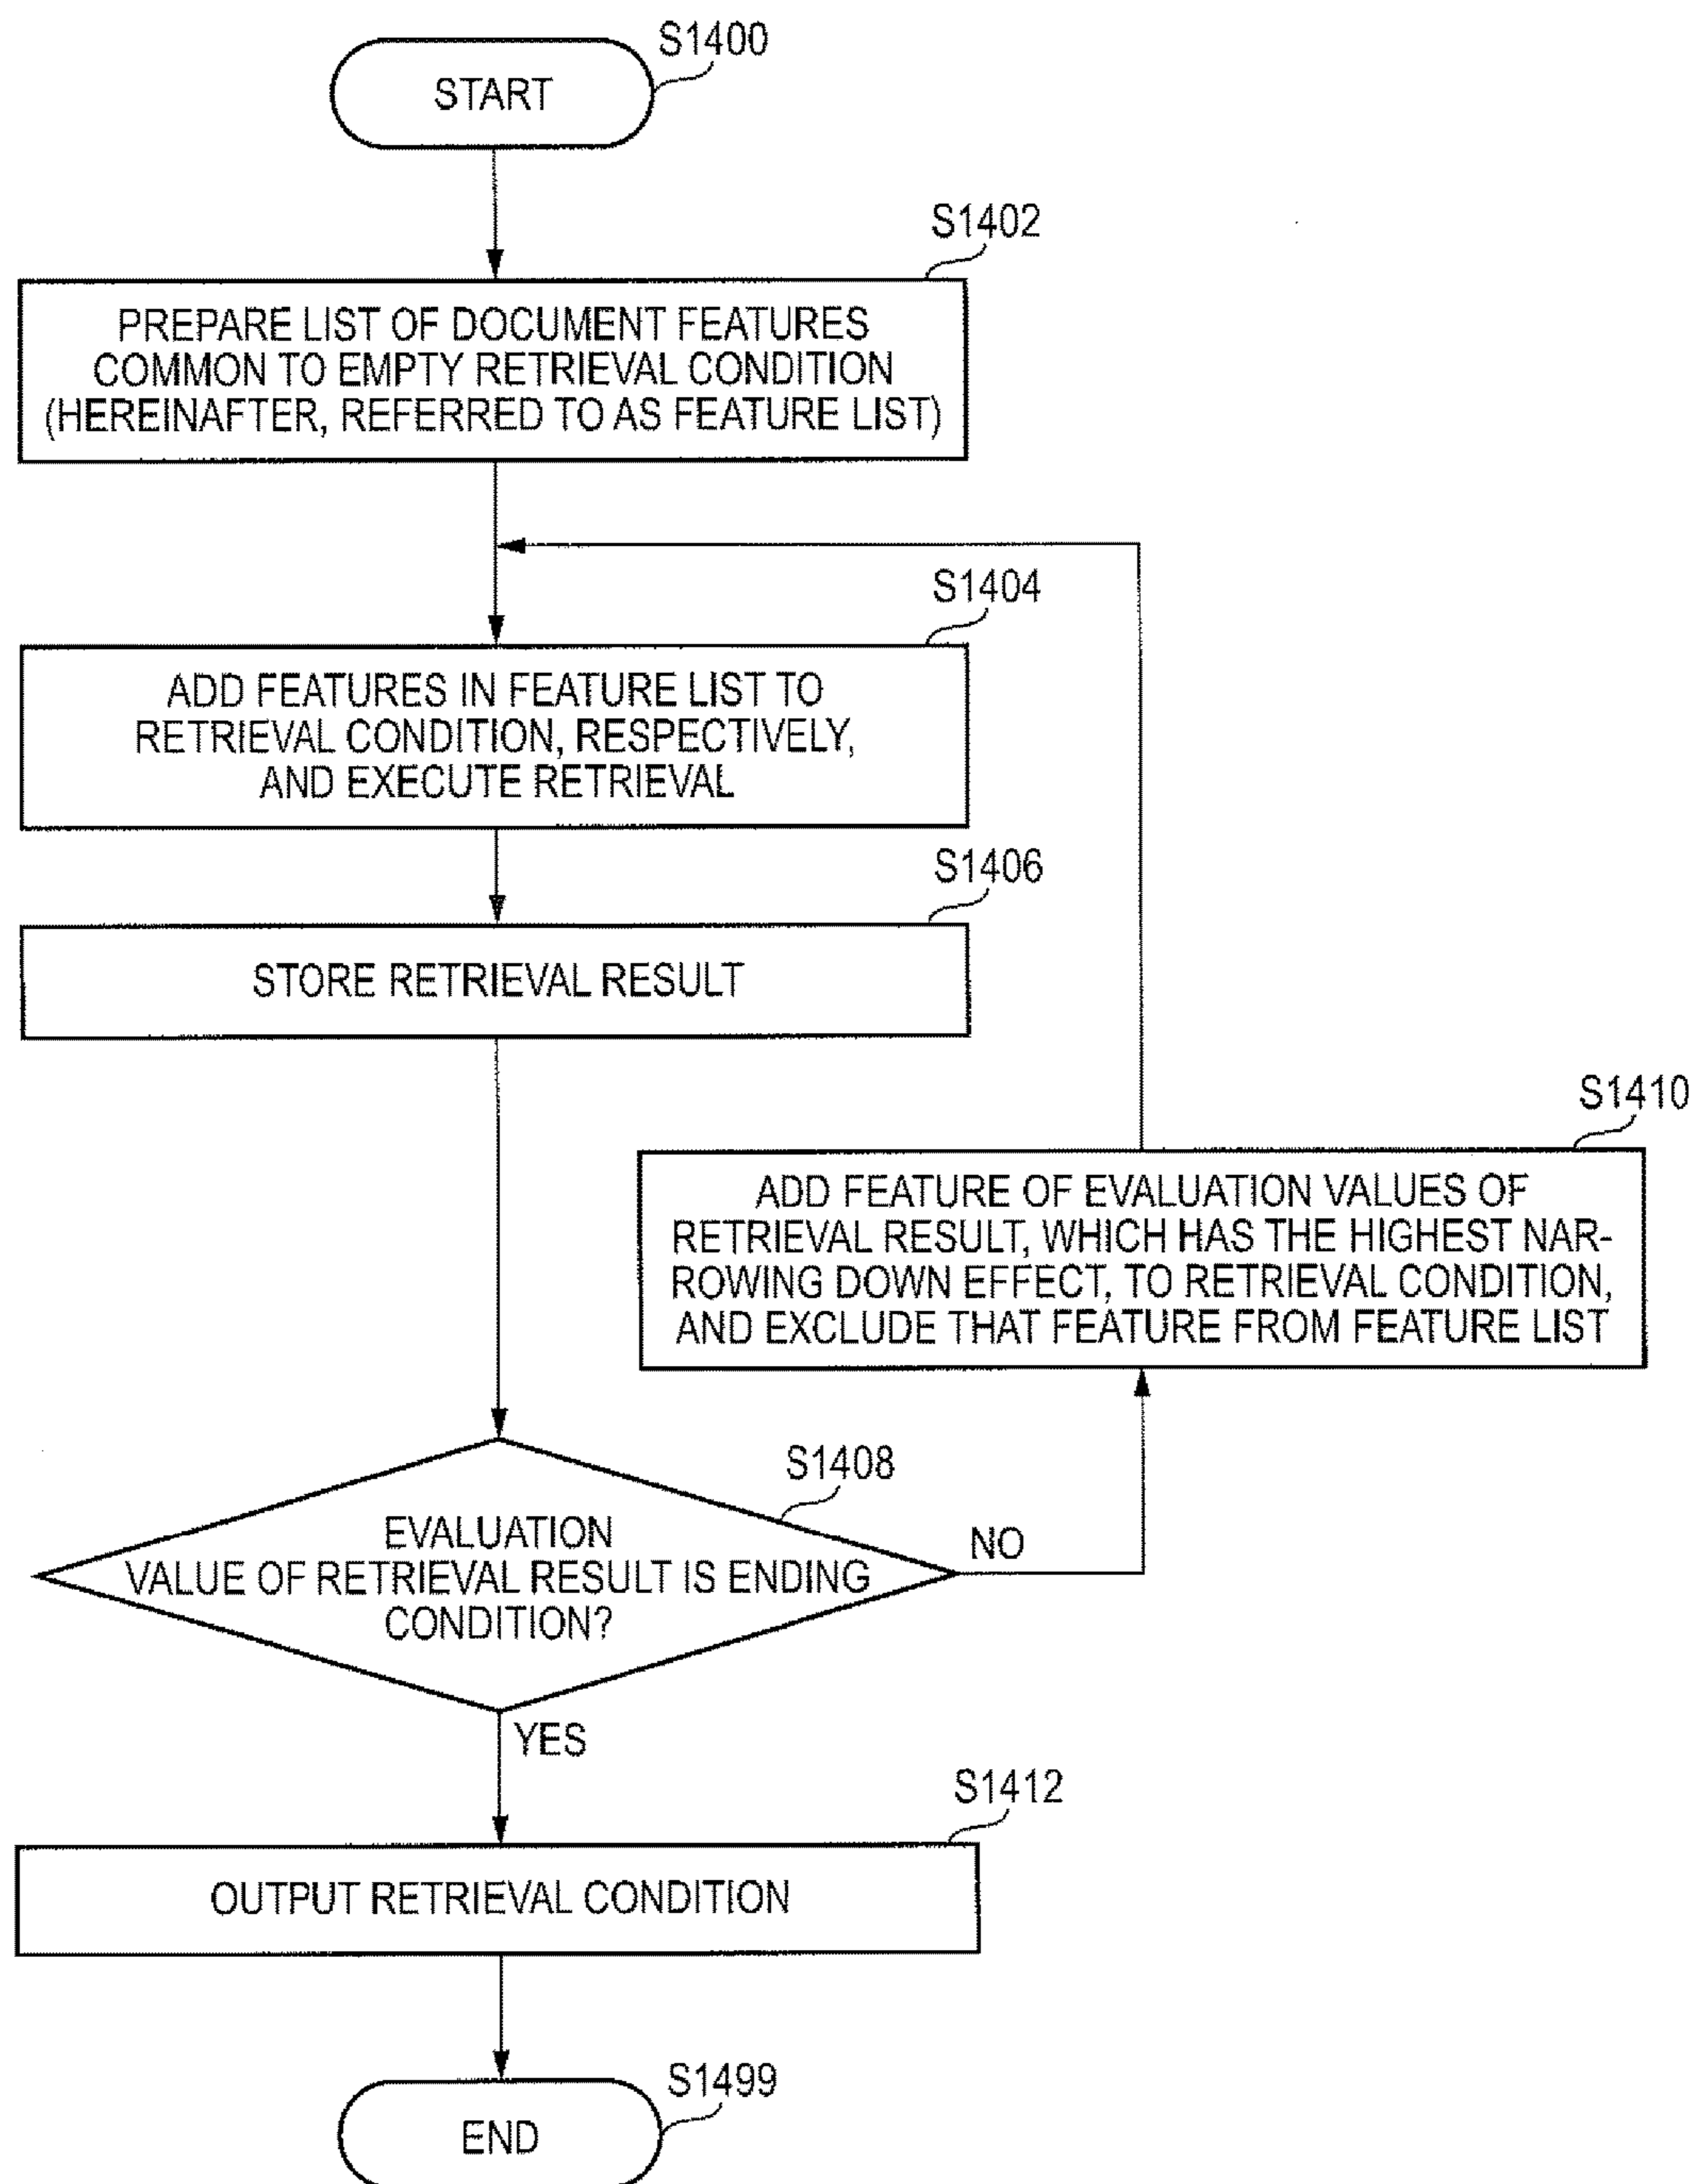 S1400
START
S1402
PREPARE LIST OF DOCUMENT FEATURES
COMMON TO EMPTY RETRIEVAL CONDITION
(HEREINAFTER, REFERRED TO AS FEATURE LIST)
S1404
ADD FEATURES IN FEATURE LIST TO
RETRIEVAL CONDITION, RESPECTIVELY,
AND EXECUTE RETRIEVAL
S1406
STORE RETRIEVAL RESULT
S1410
ADD FEATURE OF EVALUATION VALUES OF
RETRIEVAL RESULT, WHICH HAS THE HIGHEST NAR-
ROWING DOWN EFFECT, TO RETRIEVAL CONDITION,
AND EXCLUDE THAT FEATURE FROM FEATURE LIST
S1408
EVALUATION
VALUE OF RETRIEVAL RESULT IS ENDING
CONDITION?
NO
YES
S1412
OUTPUT RETRIEVAL CONDITION
S1499
END